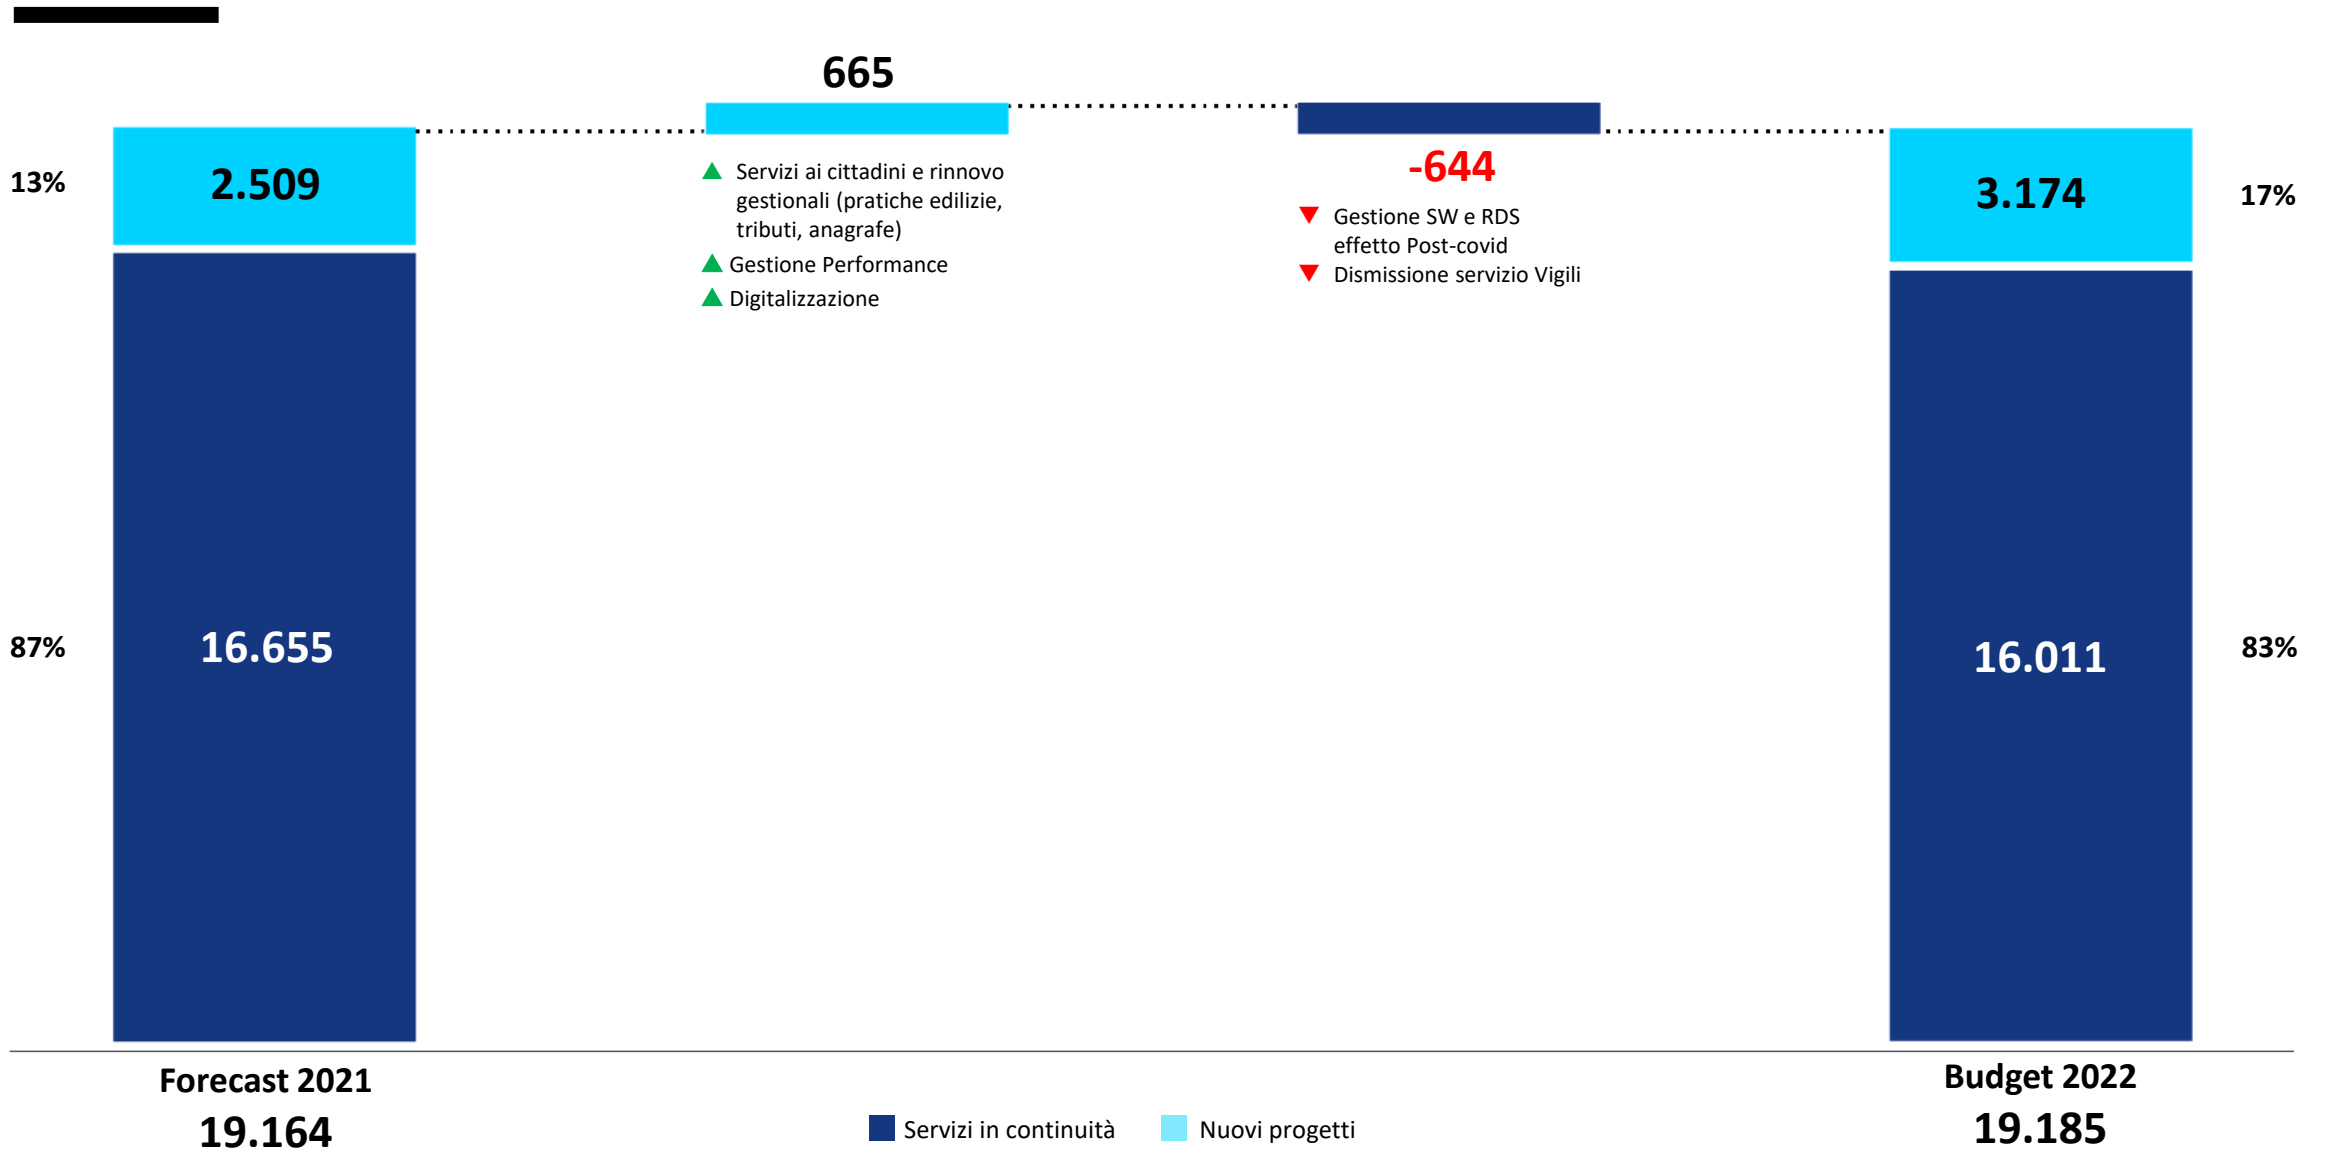 665
13%
2.509
Servizi ai cittadini e rinnovo
gestionali (pratiche edilizie,
tributi, anagrafe)
Gestione Performance
Digitalizzazione
-644
Gestione SW e RDS
effetto Post-covid
Dismissione servizio Vigili
3.174
17%
87%
16.655
16.011
83%
Forecast 2021
19.164
Servizi in continuità
Nuovi progetti
Budget 2022
19.185